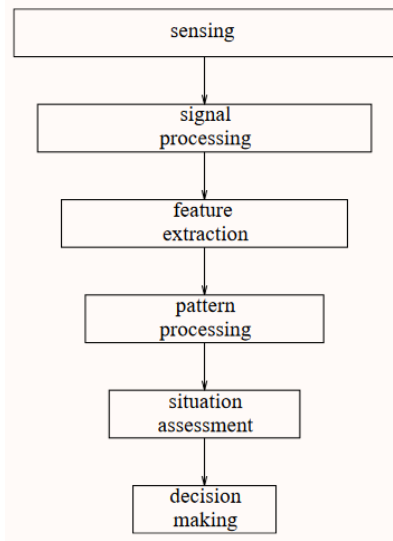 sensing
signal
processing
feature
extraction
pattern
processing
situation
assessment
decision
making